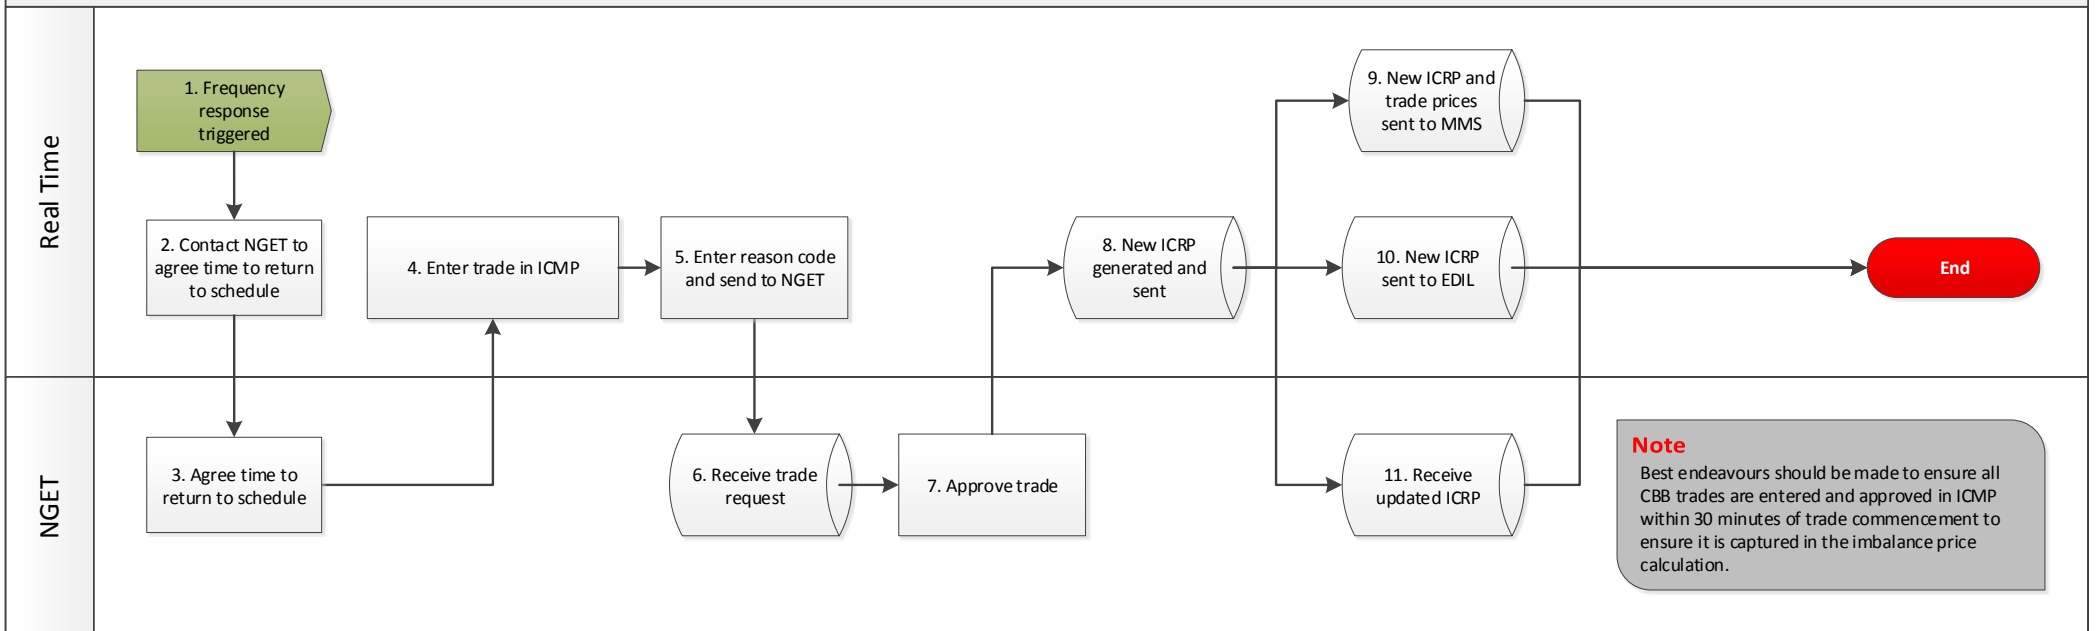 Real Time
1. Frequency
response
triggered
2. Contact NGET to
agree time to return
to schedule
4. Enter trade in ICMP
5. Enter reason code
and send to NGET
8. New ICRP
generated and
sent
9. New ICRP and
trade prices
sent to MMS
10. New ICRP
sent to EDIL
End
NGET
3. Agree time to
return to schedule
6. Receive trade
request
7. Approve trade
11. Receive
updated ICRP
Note
Best endeavours should be made to ensure all
CBB trades are entered and approved in ICMP
within 30 minutes of trade commencement to
ensure it is captured in the imbalance price
calculation.